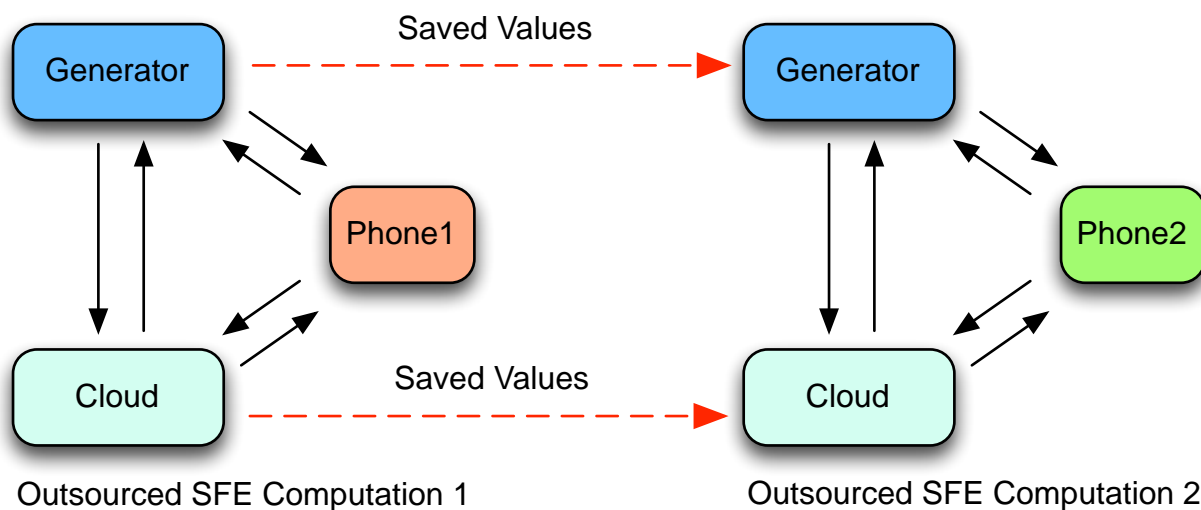 Saved Values
Generator
Generator
Phone1
Phone2
Saved Values
Cloud
Cloud
Outsourced SFE Computation 1
Outsourced SFE Computation 2